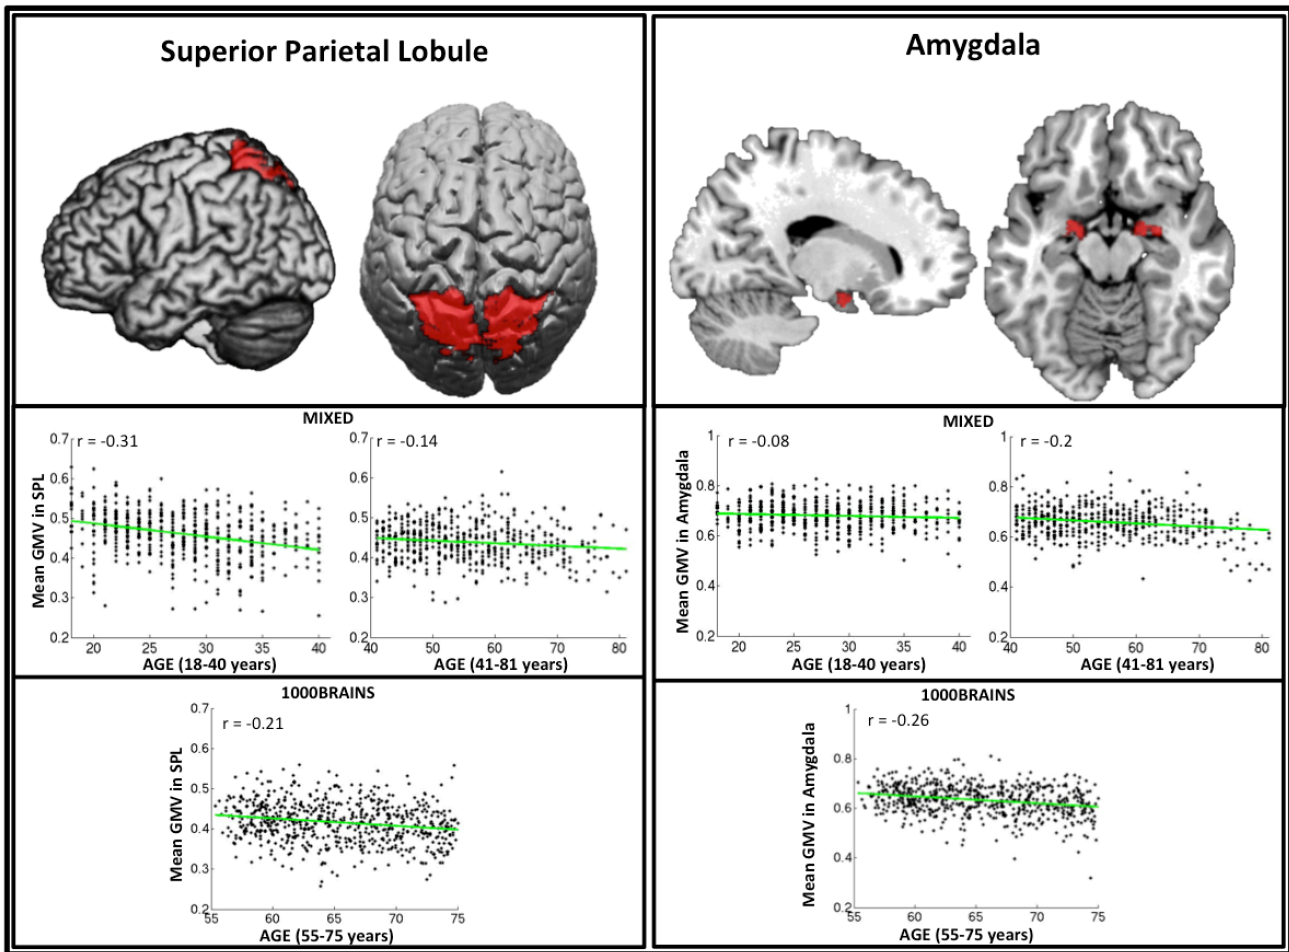 Superior Parietal Lobule
Amygdala
MIXED
r = -0.31
r = -0.14
Mean GMV in SPL
0.7
0.6
0.5
0.4
0.3
0.2
20
25
30
35
40
AGE (18-40 years)
0.7
0.6
0.5
0.4
0.3
0.2
40
50
60
70
80
AGE (41-81 years)
MIXED
r = -0.08
r = -0.2
Mean GMV in Amygdala
1
0.8
0.6
0.4
0.2
20
25
30
35
40
AGE (18-40 years)
1
0.8
0.6
0.4
0.2
40
50
60
70
80
AGE (41-81 years)
1000BRAINS
r = -0.21
Mean GMV in SPL
0.7
0.6
0.5
0.4
0.3
0.2
55
60
65
70
75
AGE (55-75 years)
1000BRAINS
r = -0.26
Mean GMV in Amygdala
1
0.8
0.6
0.4
0.2
55
60
65
70
75
AGE (55-75 years)